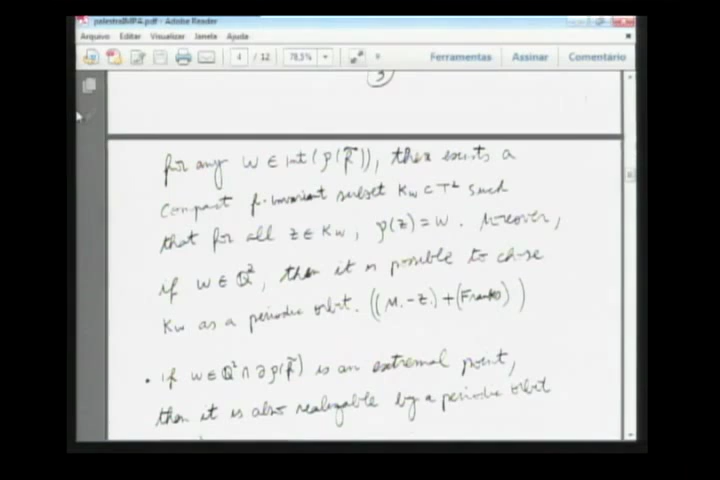 palestraIMPA.pdf - Adobe Reader
Arquivo Editar Visualizar Janela Ajuda
4 / 12 78,5% Ferramentas Assinar Comentário
3
for any w ∈ int(ρ(f̃)), there exists a
compact f-invariant subset Kw ⊂ T² such
that for all z ∈ Kw, ρ(z) = w. Moreover,
if w ∈ Q², then it is possible to chose
Kw as a periodic orbit. ((M.-Z.)+(Franks))
• If w ∈ Q² ∩ ∂ρ(f̃) is an extremal point,
then it is also realizable by a periodic orbit